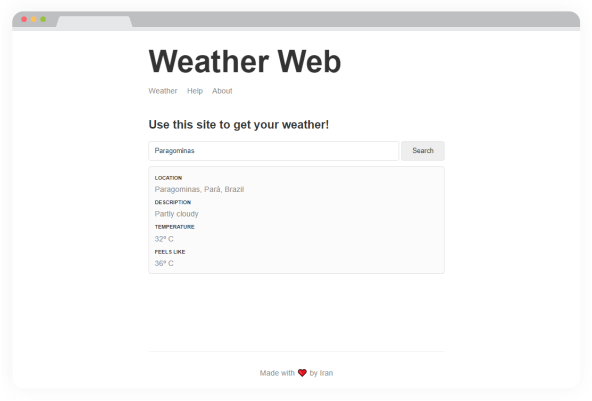 Weather Web
Weather Help About
Use this site to get your weather!
Paragominas Search
LOCATION
Paragominas, Pará, Brazil
DESCRIPTION
Partly cloudy
TEMPERATURE
32º C
FEELS LIKE
36º C
Made with ❤ by Iran